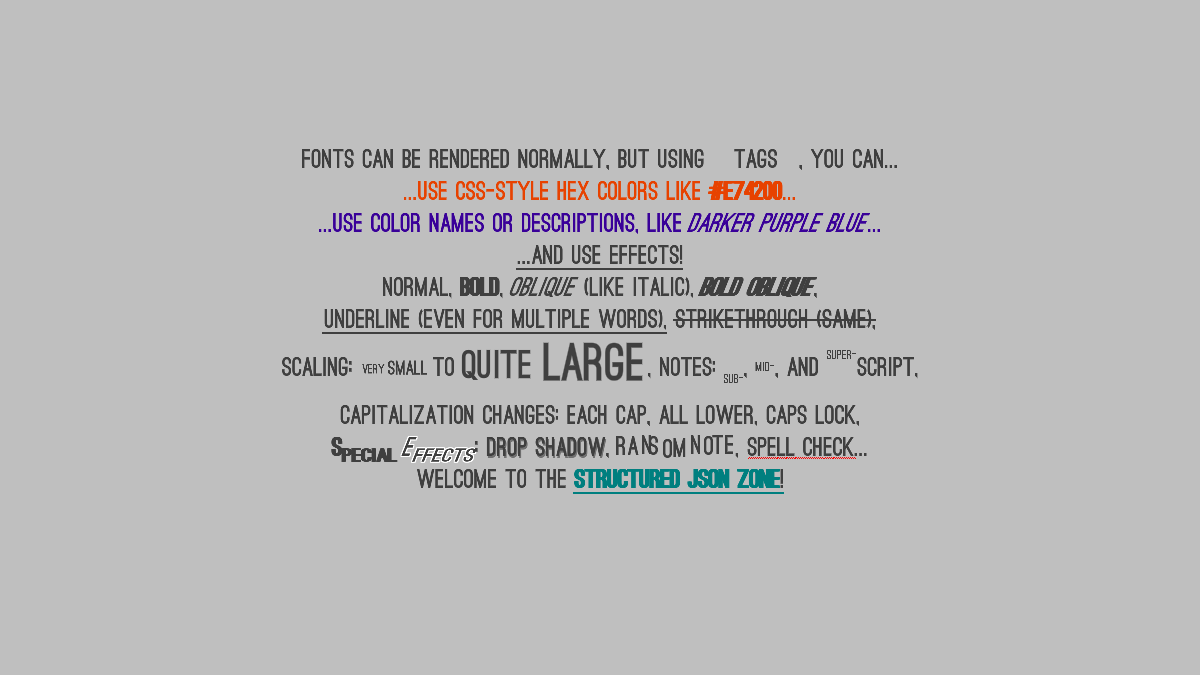 FONTS CAN BE RENDERED NORMALLY, BUT USING TAGS , YOU CAN...
...USE CSS-STYLE HEX COLORS LIKE #FE74200...
...USE COLOR NAMES OR DESCRIPTIONS, LIKE DARKER PURPLE BLUE...
...AND USE EFFECTS!
NORMAL, BOLD, OBLIQUE (LIKE ITALIC), BOLD OBLIQUE,
UNDERLINE (EVEN FOR MULTIPLE WORDS), STRIKETHROUGH (SAME),
SCALING: VERY SMALL TO QUITE LARGE, NOTES: SUB-, MID-, AND SUPER-SCRIPT,
CAPITALIZATION CHANGES: EACH CAP, ALL LOWER, CAPS LOCK,
SPECIAL EFFECTS: DROP SHADOW, RANSOM NOTE, SPELL CHECK...
WELCOME TO THE STRUCTURED JSON ZONE!